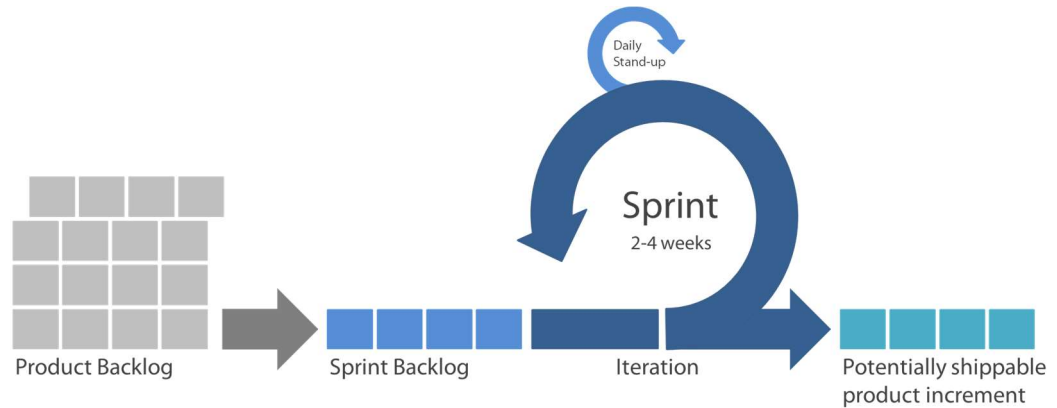 Daily
Stand-up
Sprint
2-4 weeks
Product Backlog
Sprint Backlog
Iteration
Potentially shippable
product increment